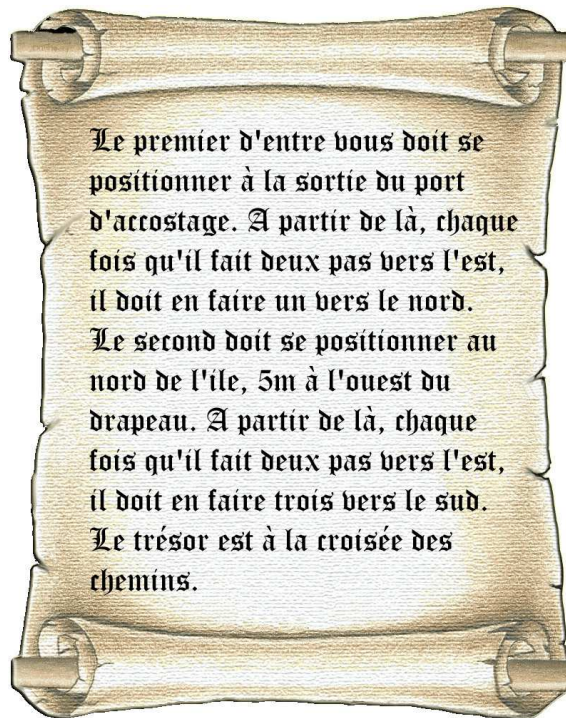 Le premier d'entre vous doit se
positionner à la sortie du port
d'accostage. A partir de là, chaque
fois qu'il fait deux pas vers l'est,
il doit en faire un vers le nord.
Le second doit se positionner au
nord de l'île, 5m à l'ouest du
drapeau. A partir de là, chaque
fois qu'il fait deux pas vers l'est,
il doit en faire trois vers le sud.
Le trésor est à la croisée des
chemins.